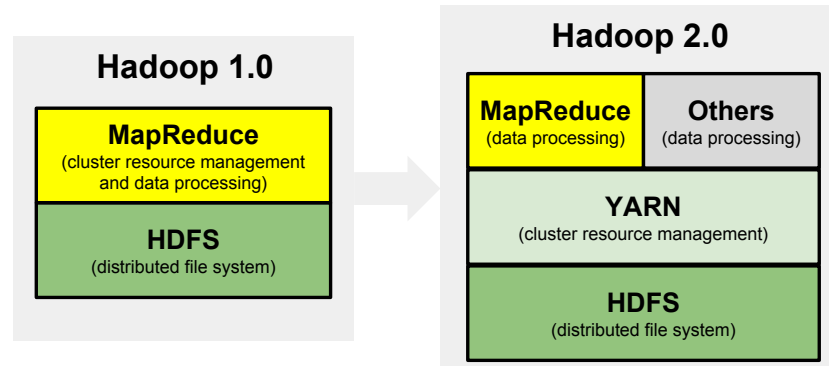 Hadoop 1.0
MapReduce
(cluster resource management
and data processing)
HDFS
(distributed file system)
Hadoop 2.0
MapReduce
(data processing)
Others
(data processing)
YARN
(cluster resource management)
HDFS
(distributed file system)